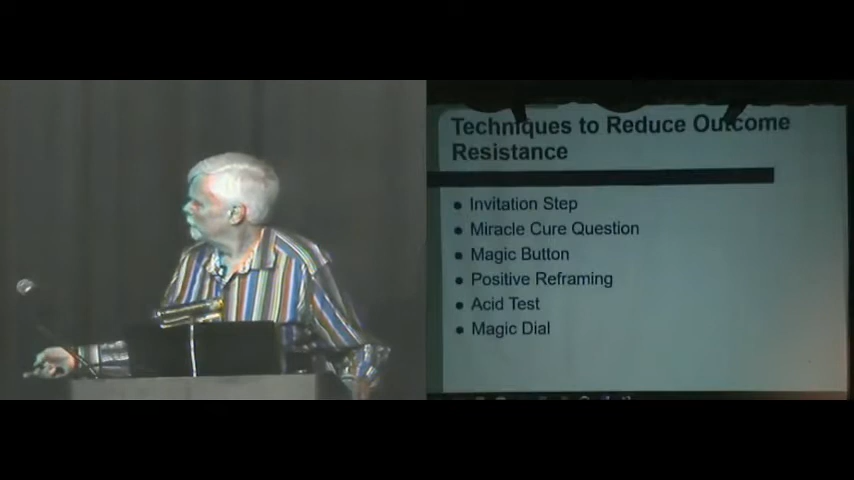 Techniques to Reduce Outcome
Resistance
Invitation Step
Miracle Cure Question
Magic Button
Positive Reframing
Acid Test
Magic Dial